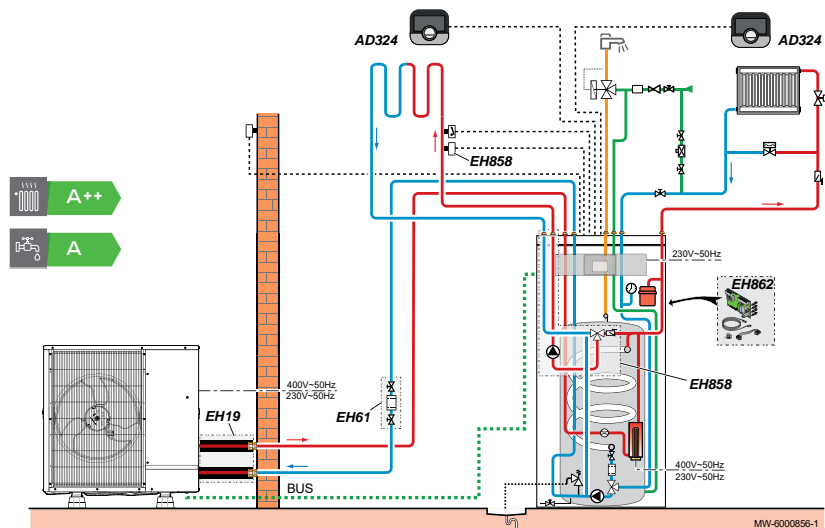 AD324
AD324
EH858
A++
A
230V~50Hz
EH862
400V~50Hz
230V~50Hz
EH19
EH61
EH858
400V~50Hz
230V~50Hz
BUS
MW-6000856-1